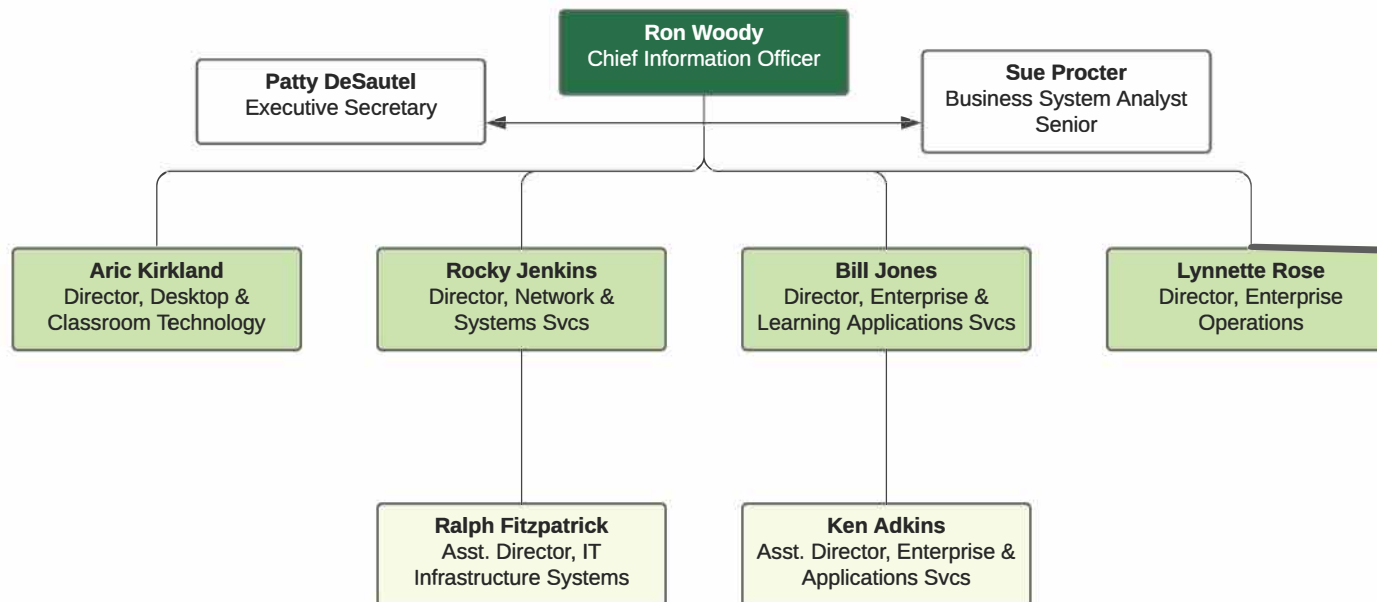 Ron Woody
Chief Information Officer
Patty DeSautel
Executive Secretary
Sue Procter
Business System Analyst
Senior
Aric Kirkland
Director, Desktop &
Classroom Technology
Rocky Jenkins
Director, Network &
Systems Svcs
Bill Jones
Director, Enterprise &
Learning Applications Svcs
Lynnette Rose
Director, Enterprise
Operations
Ralph Fitzpatrick
Asst. Director, IT
Infrastructure Systems
Ken Adkins
Asst. Director, Enterprise &
Applications Svcs